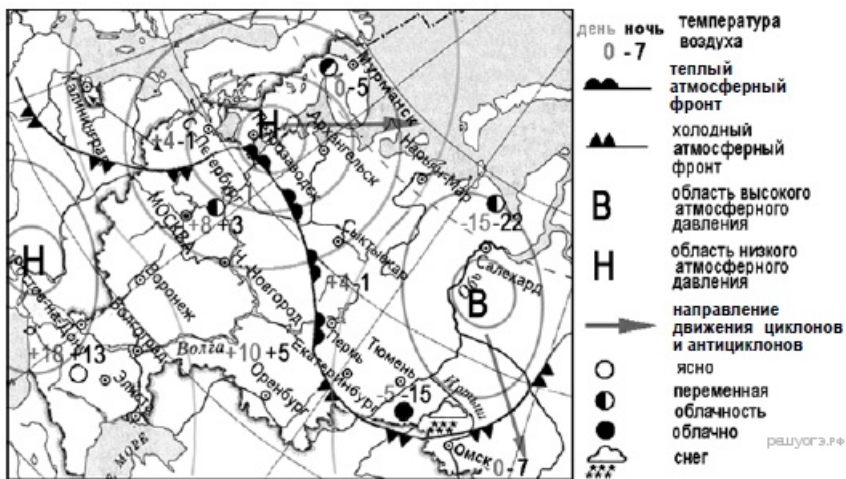 день ночь
0 -7
температура
воздуха
теплый
атмосферный
фронт
холодный
атмосферный
фронт
В
область высокого
атмосферного
давления
Н
область низкого
атмосферного
давления
направление
движения циклонов
и антициклонов
ясно
переменная
облачность
облачно
снег
решуогэ.рф
Мурманск
0 -5
Калининград
+4 -1
С.Петербург
Н
Петрозаводск
Архангельск
Нарьян-Мар
МОСКВА
+8 +3
-15 -22
Сыктывкар
Салехард
Обь
В
Н
Н.Новгород
Воронеж
+18 +13
Волгоград
Волга
+10 +5
Пермь
Екатеринбург
Тюмень
Иртыш
-5 -15
Элиста
Оренбург
Омск
0 -7
МОРЕ